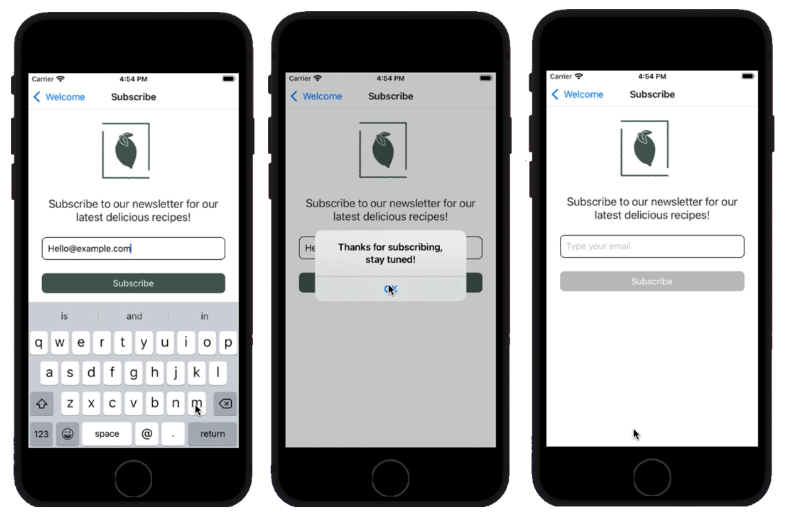 Carrier 4:54 PM
Welcome Subscribe
Subscribe to our newsletter for our
latest delicious recipes!
Hello@example.com
Subscribe
is and in
q w e r t y u i o p
a s d f g h j k l
z x c v b n m
123 space @ . return
Carrier 4:54 PM
Welcome Subscribe
Subscribe to our newsletter for our
latest delicious recipes!
He
Thanks for subscribing,
stay tuned!
OK
Carrier 4:54 PM
Welcome Subscribe
Subscribe to our newsletter for our
latest delicious recipes!
Type your email
Subscribe